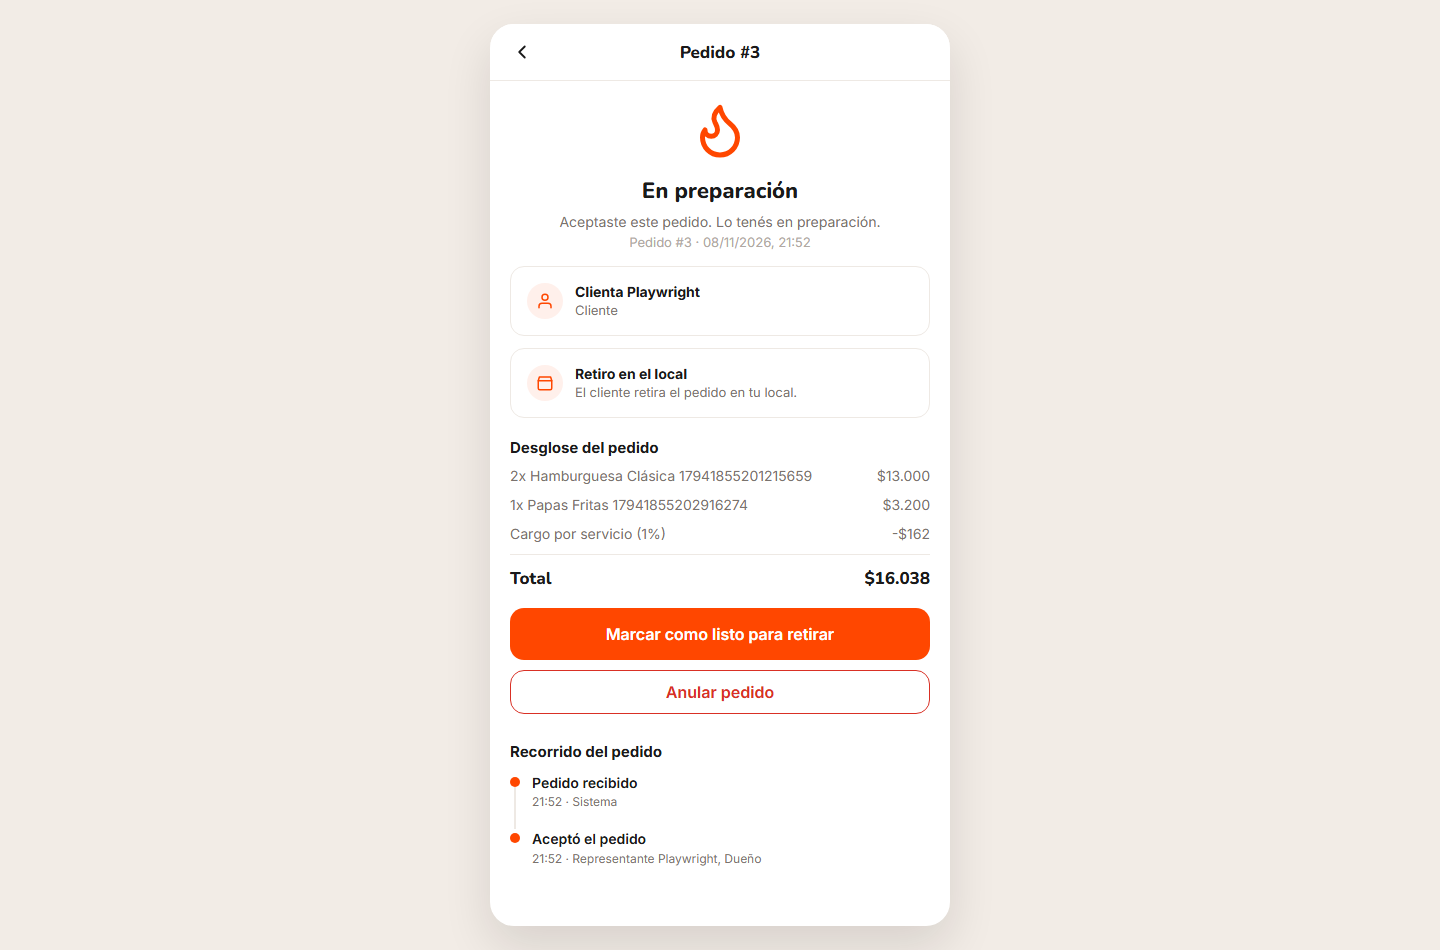 Pedido #3
En preparación
Aceptaste este pedido. Lo tenés en preparación.
Pedido #3 · 08/11/2026, 21:52
Clienta Playwright
Cliente
Retiro en el local
El cliente retira el pedido en tu local.
Desglose del pedido
2x Hamburguesa Clásica 17941855201215659 $13.000
1x Papas Fritas 17941855202916274 $3.200
Cargo por servicio (1%) -$162
Total $16.038
Marcar como listo para retirar
Anular pedido
Recorrido del pedido
Pedido recibido
21:52 · Sistema
Aceptó el pedido
21:52 · Representante Playwright, Dueño